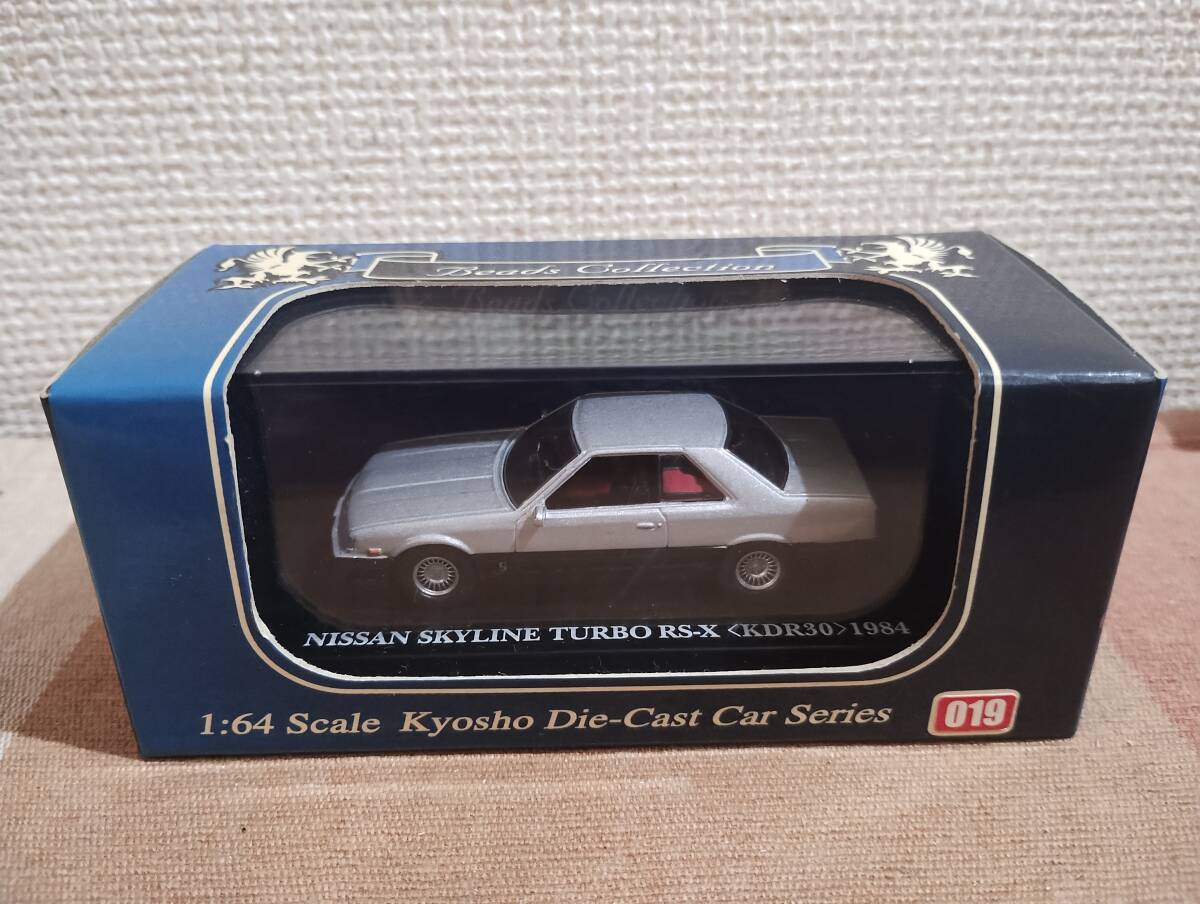 Beads Collection
NISSAN SKYLINE TURBO RS-X <KDR30>1984
1:64 Scale Kyosho Die-Cast Car Series
019